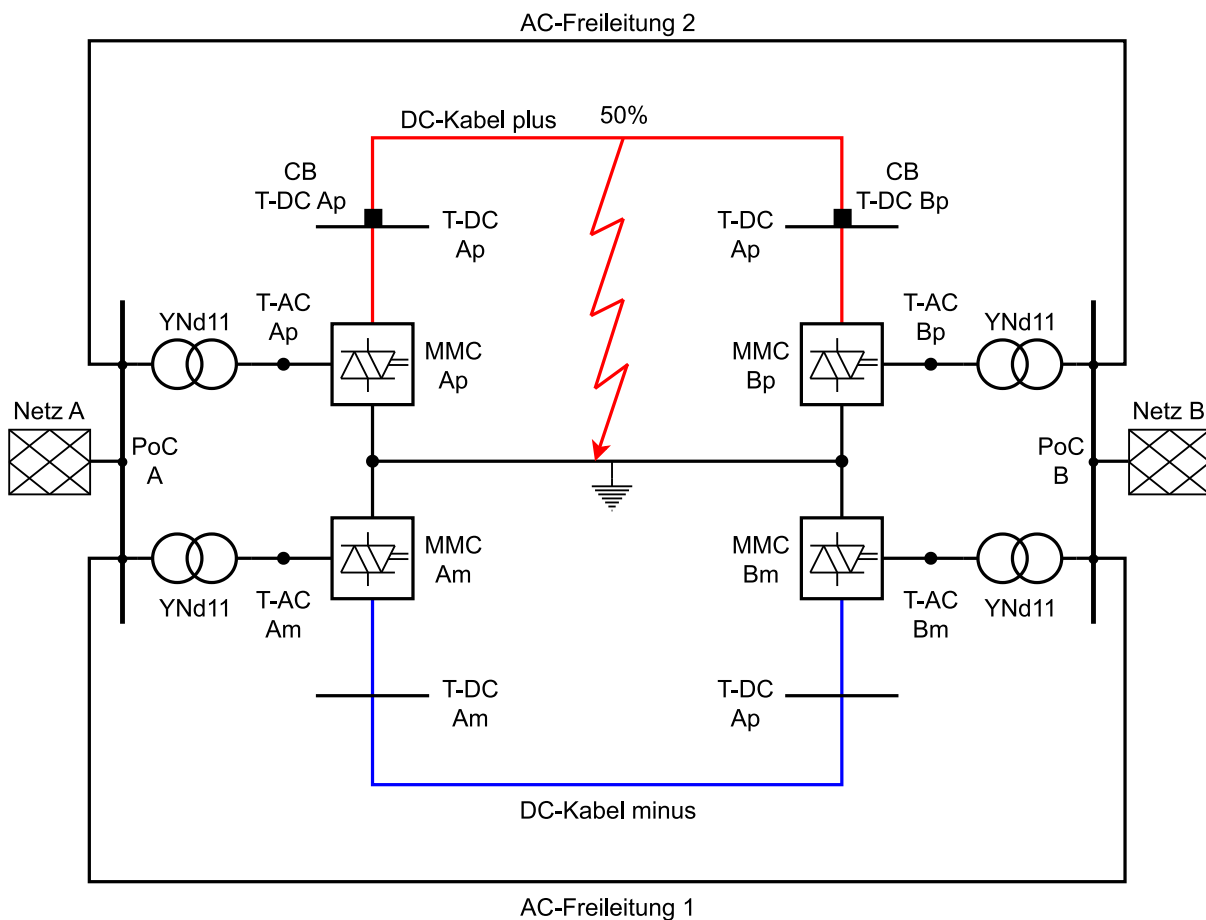 AC-Freileitung 2
DC-Kabel plus
50%
CB
T-DC Ap
CB
T-DC Bp
T-DC
Ap
T-DC
Ap
YNd11
T-AC
Ap
MMC
Ap
MMC
Bp
T-AC
Bp
YNd11
Netz A
PoC
A
PoC
B
Netz B
YNd11
T-AC
Am
MMC
Am
MMC
Bm
T-AC
Bm
YNd11
T-DC
Am
T-DC
Ap
DC-Kabel minus
AC-Freileitung 1